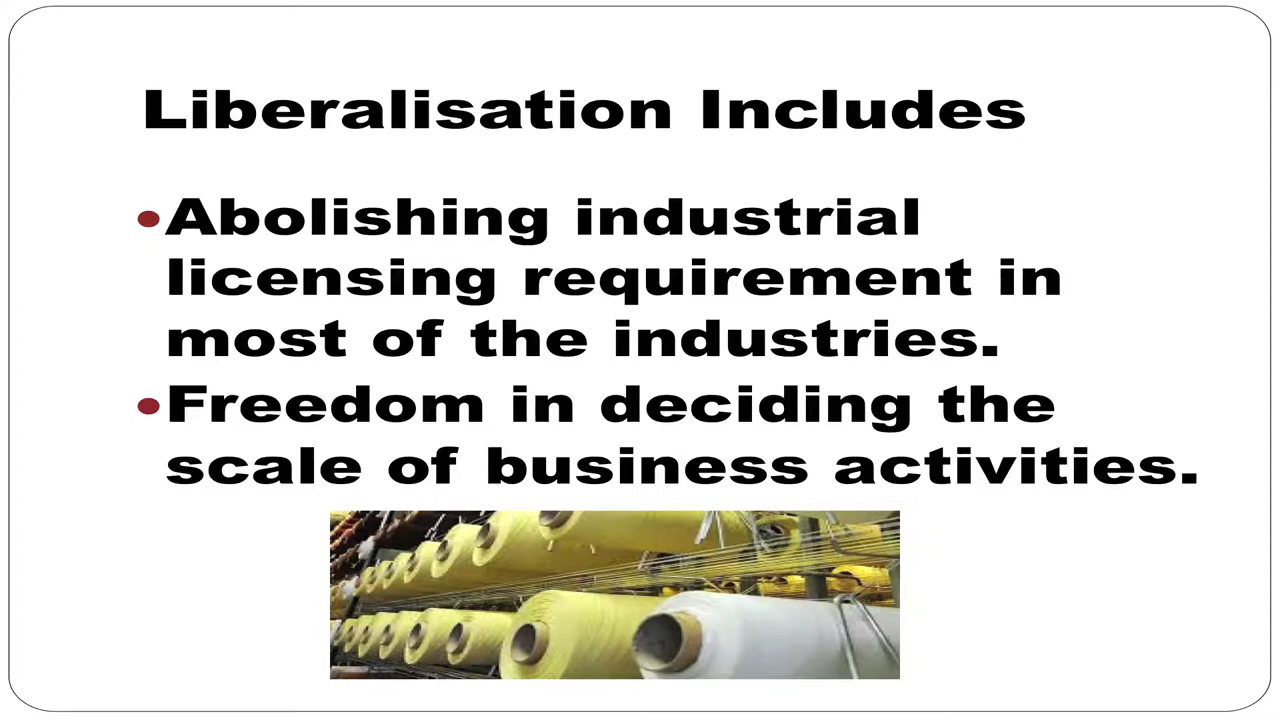 Liberalisation Includes
•Abolishing industrial
licensing requirement in
most of the industries.
•Freedom in deciding the
scale of business activities.